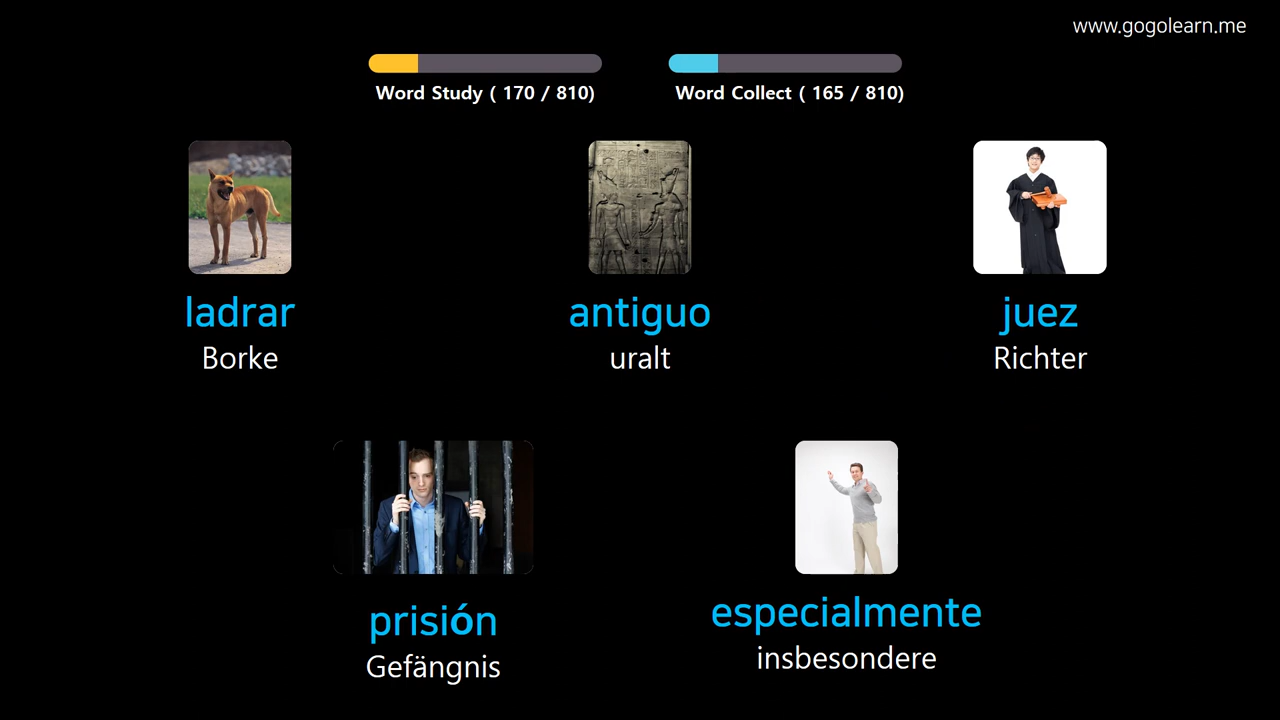 www.gogolearn.me
Word Study ( 170 / 810)
Word Collect ( 165 / 810)
ladrar
Borke
antiguo
uralt
juez
Richter
prisión
Gefängnis
especialmente
insbesondere